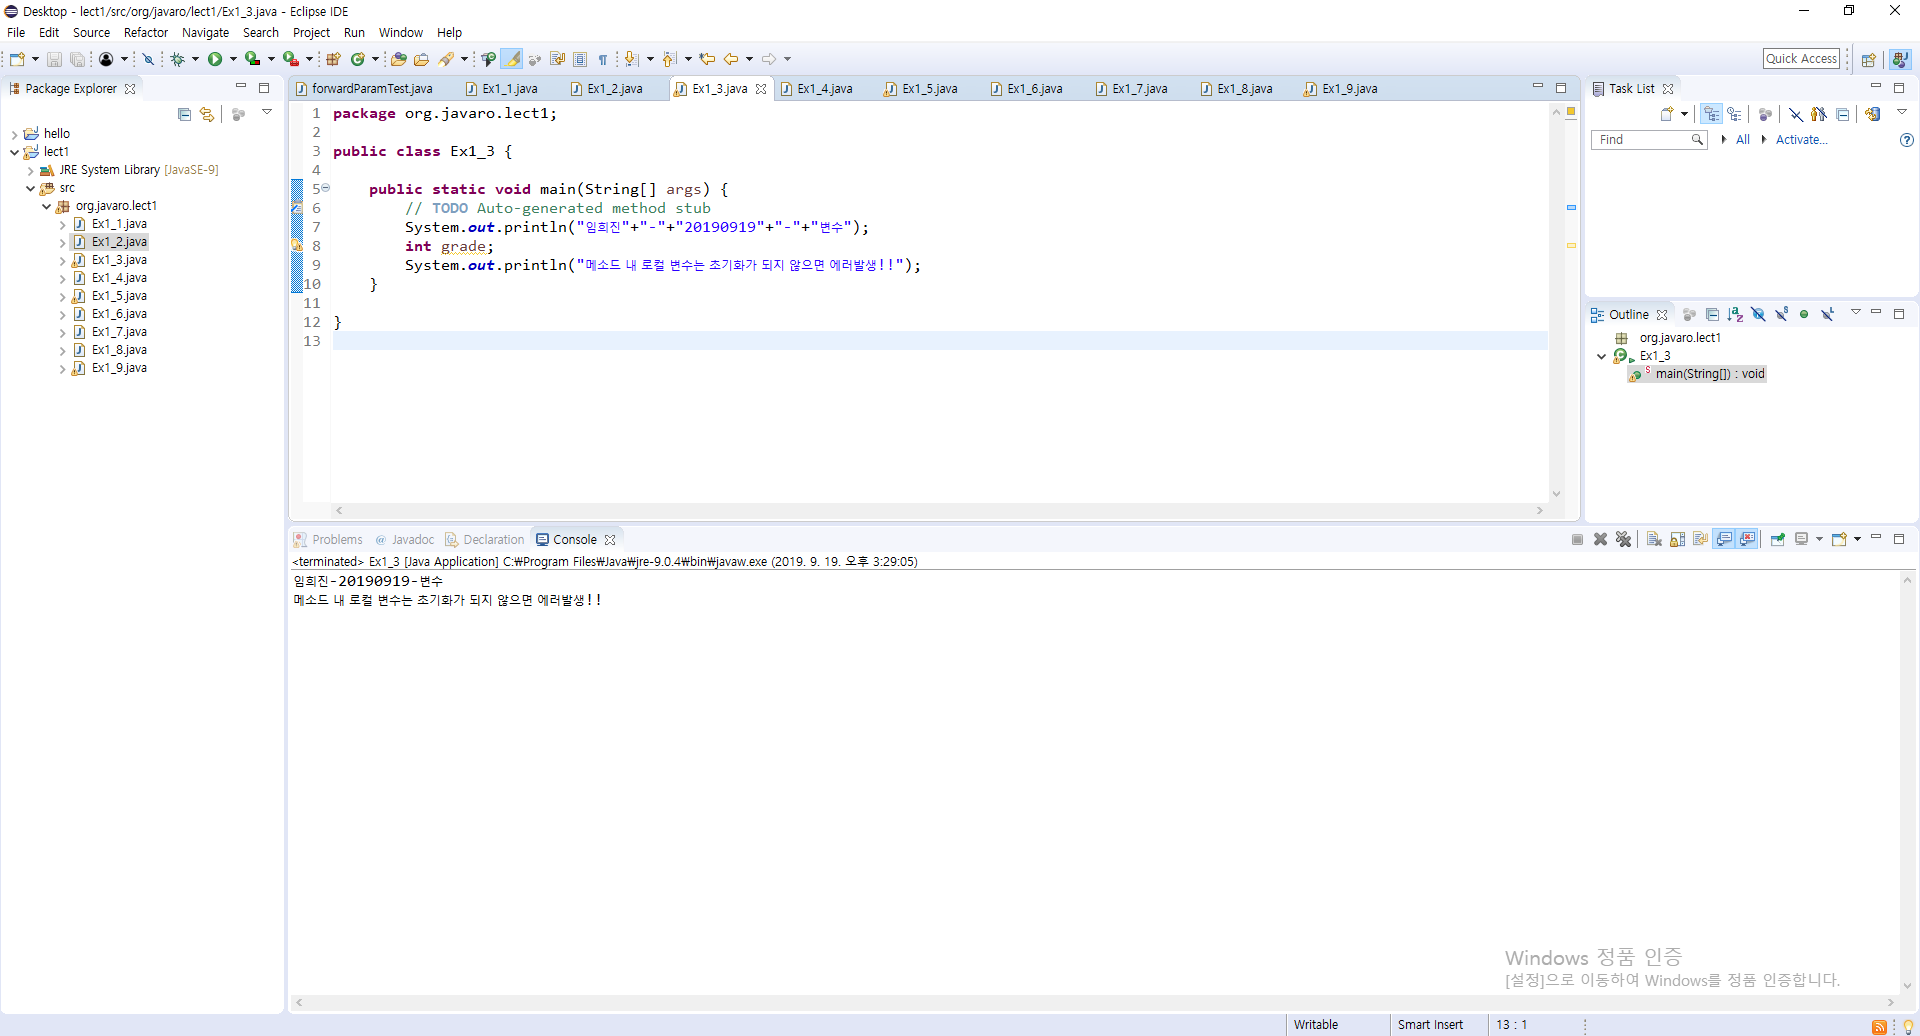 Desktop - lect1/src/org/javaro/lect1/Ex1_3.java - Eclipse IDE
File Edit Source Refactor Navigate Search Project Run Window Help
Quick Access
Package Explorer
hello
lect1
JRE System Library [JavaSE-9]
src
org.javaro.lect1
Ex1_1.java
Ex1_2.java
Ex1_3.java
Ex1_4.java
Ex1_5.java
Ex1_6.java
Ex1_7.java
Ex1_8.java
Ex1_9.java
forwardParamTest.java Ex1_1.java Ex1_2.java Ex1_3.java Ex1_4.java Ex1_5.java Ex1_6.java Ex1_7.java Ex1_8.java Ex1_9.java
1 package org.javaro.lect1;
2
3 public class Ex1_3 {
4
5 public static void main(String[] args) {
6 // TODO Auto-generated method stub
7 System.out.println("임희진"+"-"+"20190919"+"-"+"변수");
8 int grade;
9 System.out.println("메소드 내 로컬 변수는 초기화가 되지 않으면 에러발생!!");
10 }
11
12 }
13
Task List
Find All Activate...
Outline
org.javaro.lect1
Ex1_3
main(String[]) : void
Problems @ Javadoc Declaration Console
<terminated> Ex1_3 [Java Application] C:₩Program Files₩Java₩jre-9.0.4₩bin₩javaw.exe (2019. 9. 19. 오후 3:29:05)
임희진-20190919-변수
메소드 내 로컬 변수는 초기화가 되지 않으면 에러발생!!
Windows 정품 인증
[설정]으로 이동하여 Windows를 정품 인증합니다.
Writable Smart Insert 13 : 1